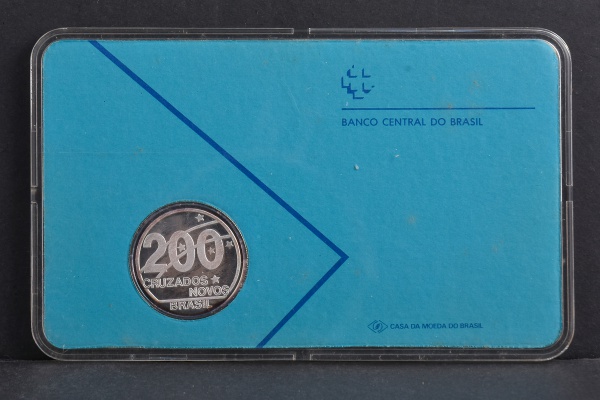 BANCO CENTRAL DO BRASIL
200
CRUZADOS
NOVOS
BRASIL
CASA DA MOEDA DO BRASIL